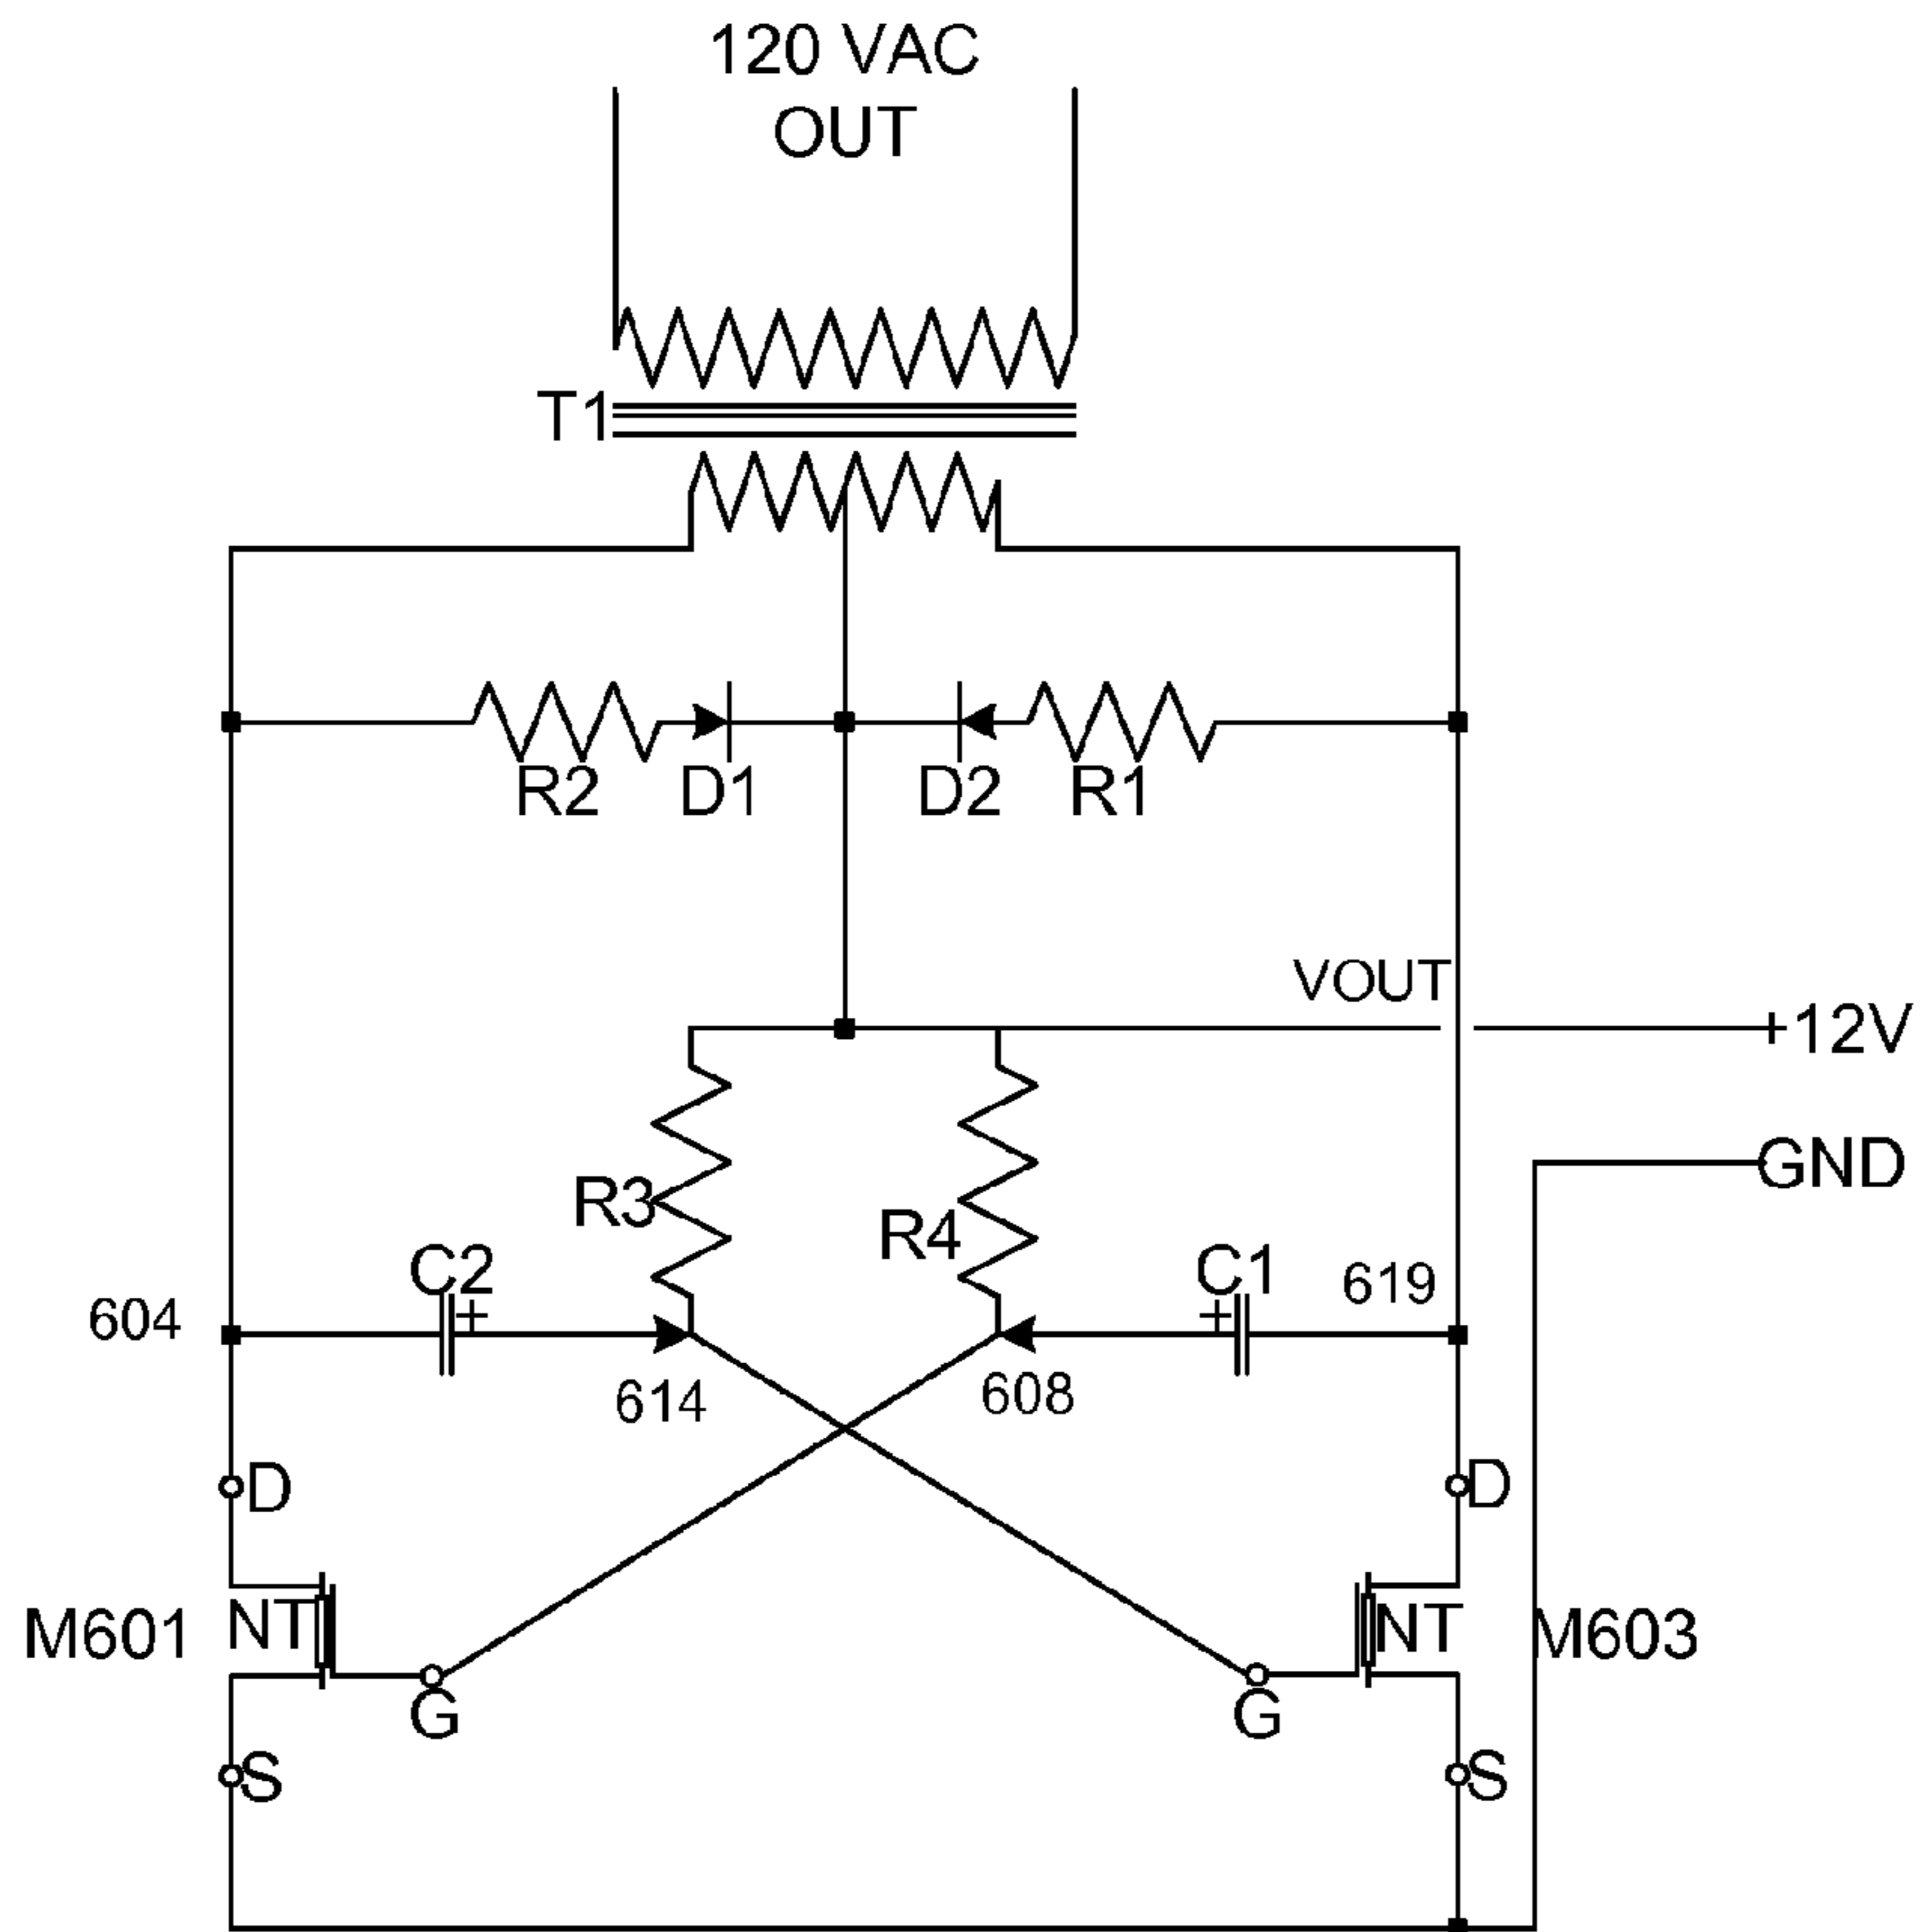 120 VAC
OUT
T1
R2
D1
D2
R1
VOUT
+12V
GND
R3
R4
C2
+
C1
+
619
604
614
608
D
D
M601
NT
NT
M603
G
G
S
S